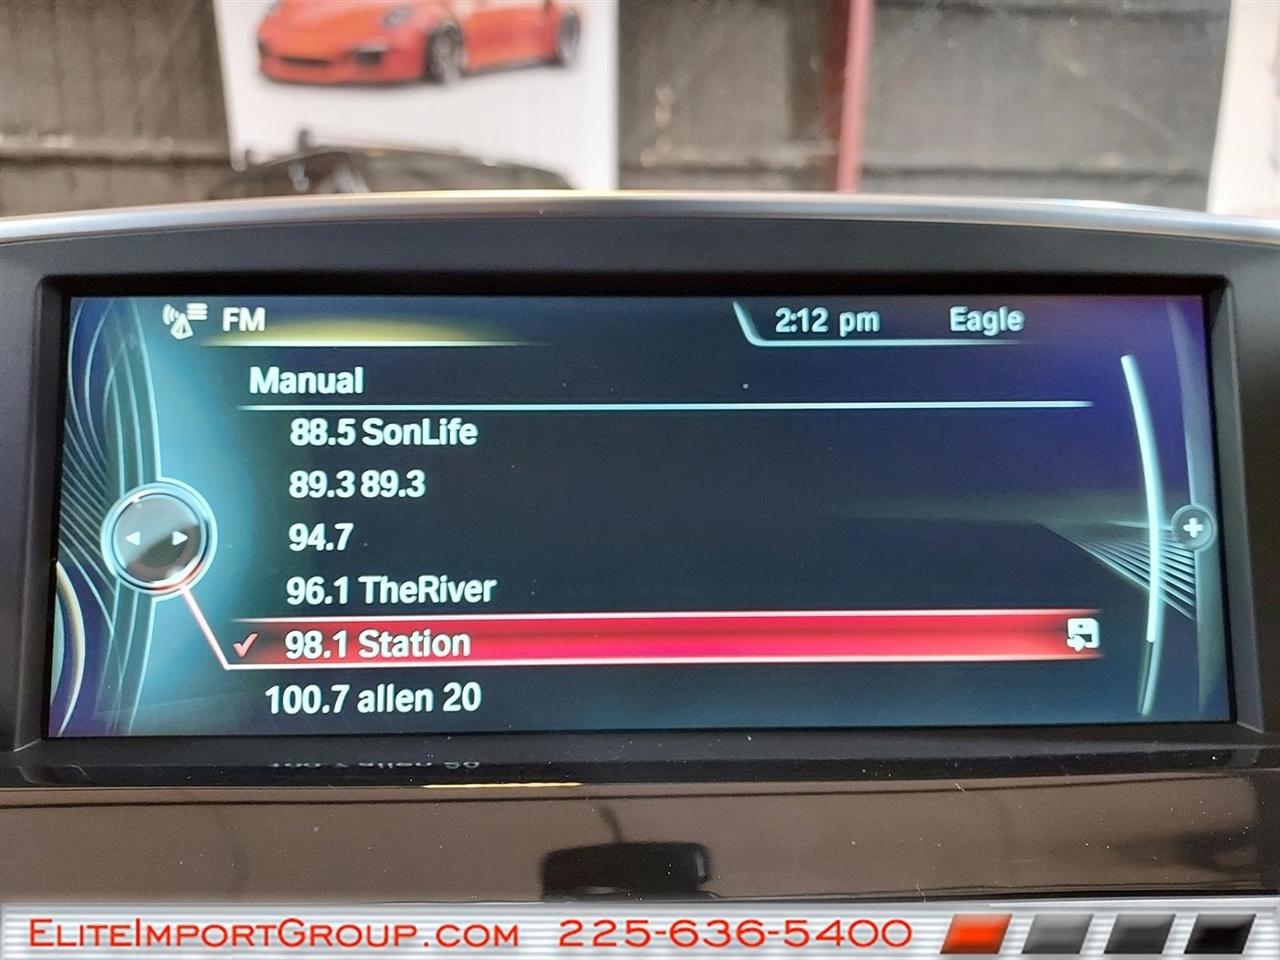 FM 2:12 pm Eagle
Manual
88.5 SonLife
89.3 89.3
94.7
96.1 TheRiver
98.1 Station
100.7 allen 20
EliteImportGroup.com 225-636-5400